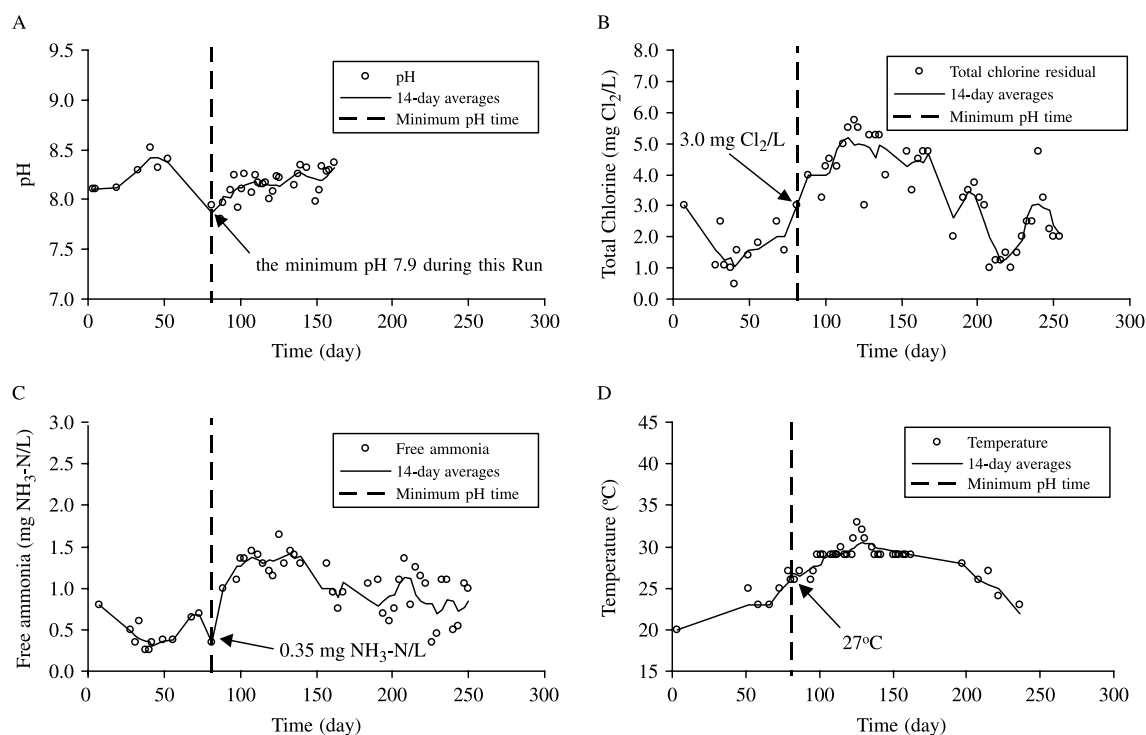 A
9.5
9.0
8.5
8.0
7.5
7.0
pH
0
50
100
150
200
250
300
Time (day)
pH
14-day averages
Minimum pH time
the minimum pH 7.9 during this Run
B
8.0
7.0
6.0
5.0
4.0
3.0
2.0
1.0
0.0
Total Chlorine (mg Cl₂/L)
0
50
100
150
200
250
300
Time (day)
Total chlorine residual
14-day averages
Minimum pH time
3.0 mg Cl₂/L
C
3.0
2.5
2.0
1.5
1.0
0.5
0.0
Free ammonia (mg NH₃-N/L)
0
50
100
150
200
250
300
Time (day)
Free ammonia
14-day averages
Minimum pH time
0.35 mg NH₃-N/L
D
45
40
35
30
25
20
15
Temperature (°C)
0
50
100
150
200
250
300
Time (day)
Temperature
14-day averages
Minimum pH time
27°C